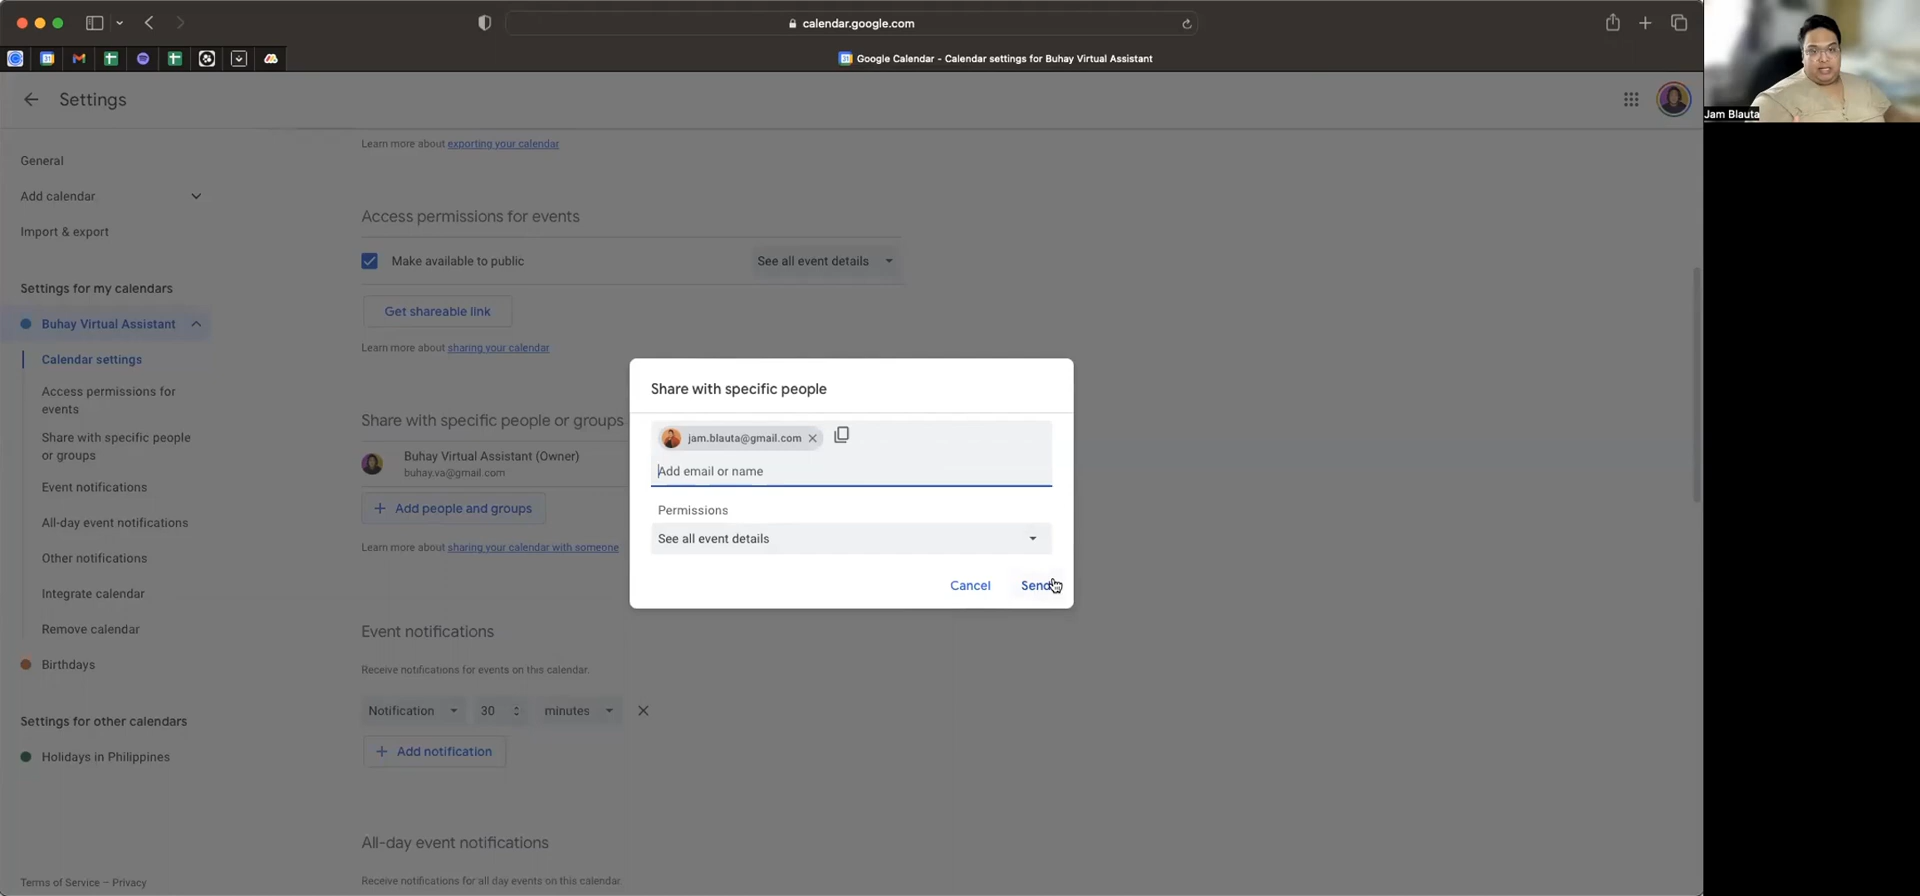 calendar.google.com
Google Calendar - Calendar settings for Buhay Virtual Assistant
Jam Blauta
Settings
General
Add calendar
Import & export
Settings for my calendars
Buhay Virtual Assistant
Calendar settings
Access permissions for
events
Share with specific people
or groups
Event notifications
All-day event notifications
Other notifications
Integrate calendar
Remove calendar
Birthdays
Settings for other calendars
Holidays in Philippines
Terms of Service – Privacy
Learn more about exporting your calendar
Access permissions for events
Make available to public
See all event details
Get shareable link
Learn more about sharing your calendar
Share with specific people or groups
Buhay Virtual Assistant (Owner)
buhay.va@gmail.com
Add people and groups
Learn more about sharing your calendar with someone
Event notifications
Receive notifications for events on this calendar.
Notification 30 minutes
Add notification
All-day event notifications
Receive notifications for all day events on this calendar.
Share with specific people
jam.blauta@gmail.com
Add email or name
Permissions
See all event details
Cancel Send